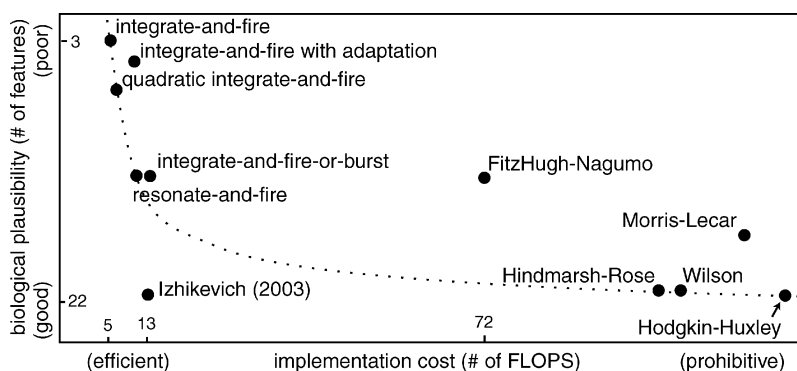 integrate-and-fire
3
integrate-and-fire with adaptation
quadratic integrate-and-fire
integrate-and-fire-or-burst
resonate-and-fire
FitzHugh-Nagumo
Morris-Lecar
Izhikevich (2003)
Hindmarsh-Rose
Wilson
Hodgkin-Huxley
22
biological plausibility (# of features)
(good)
(poor)
5
13
72
(efficient)
implementation cost (# of FLOPS)
(prohibitive)